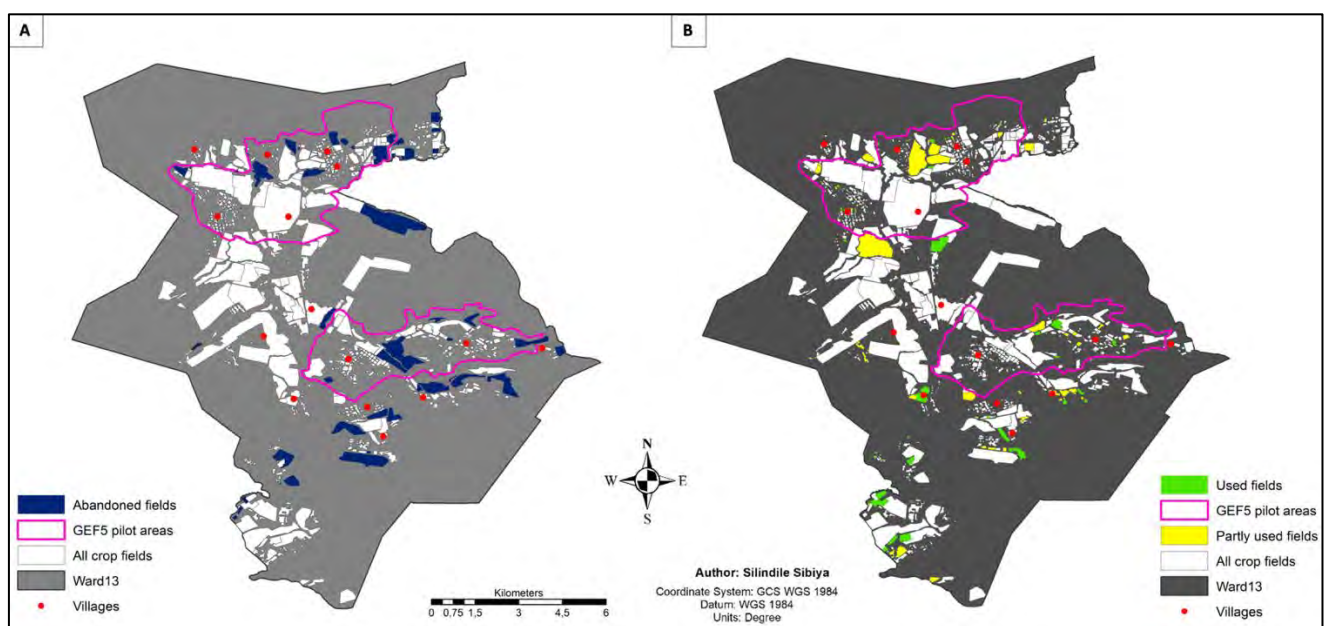 A
Abandoned fields
GEF5 pilot areas
All crop fields
Ward13
Villages
N
W E
S
Kilometers
0 0,75 1,5 3 4,5 6
B
Author: Silindile Sibiya
Coordinate System: GCS WGS 1984
Datum: WGS 1984
Units: Degree
Used fields
GEF5 pilot areas
Partly used fields
All crop fields
Ward13
Villages